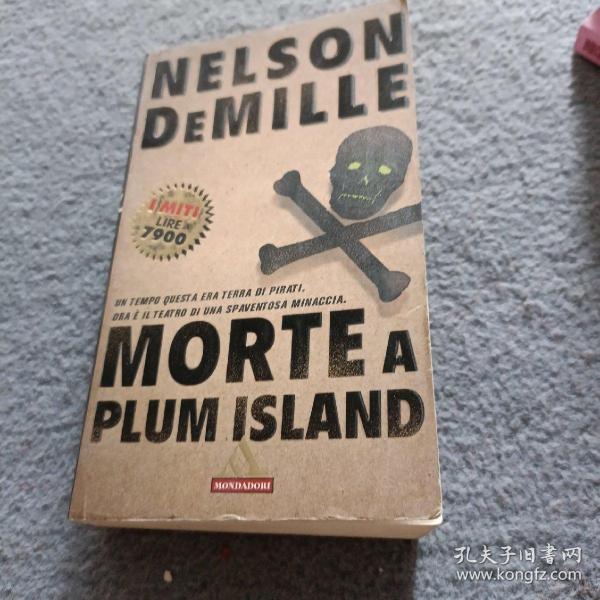 NELSON
DEMILLE
I MITI
LIRE
7900
UN TEMPO QUESTA ERA TERRA DI PIRATI.
ORA È IL TEATRO DI UNA SPAVENTOSA MINACCIA.
MORTE A
PLUM ISLAND
MONDADORI
孔夫子旧书网
www.kongfz.com